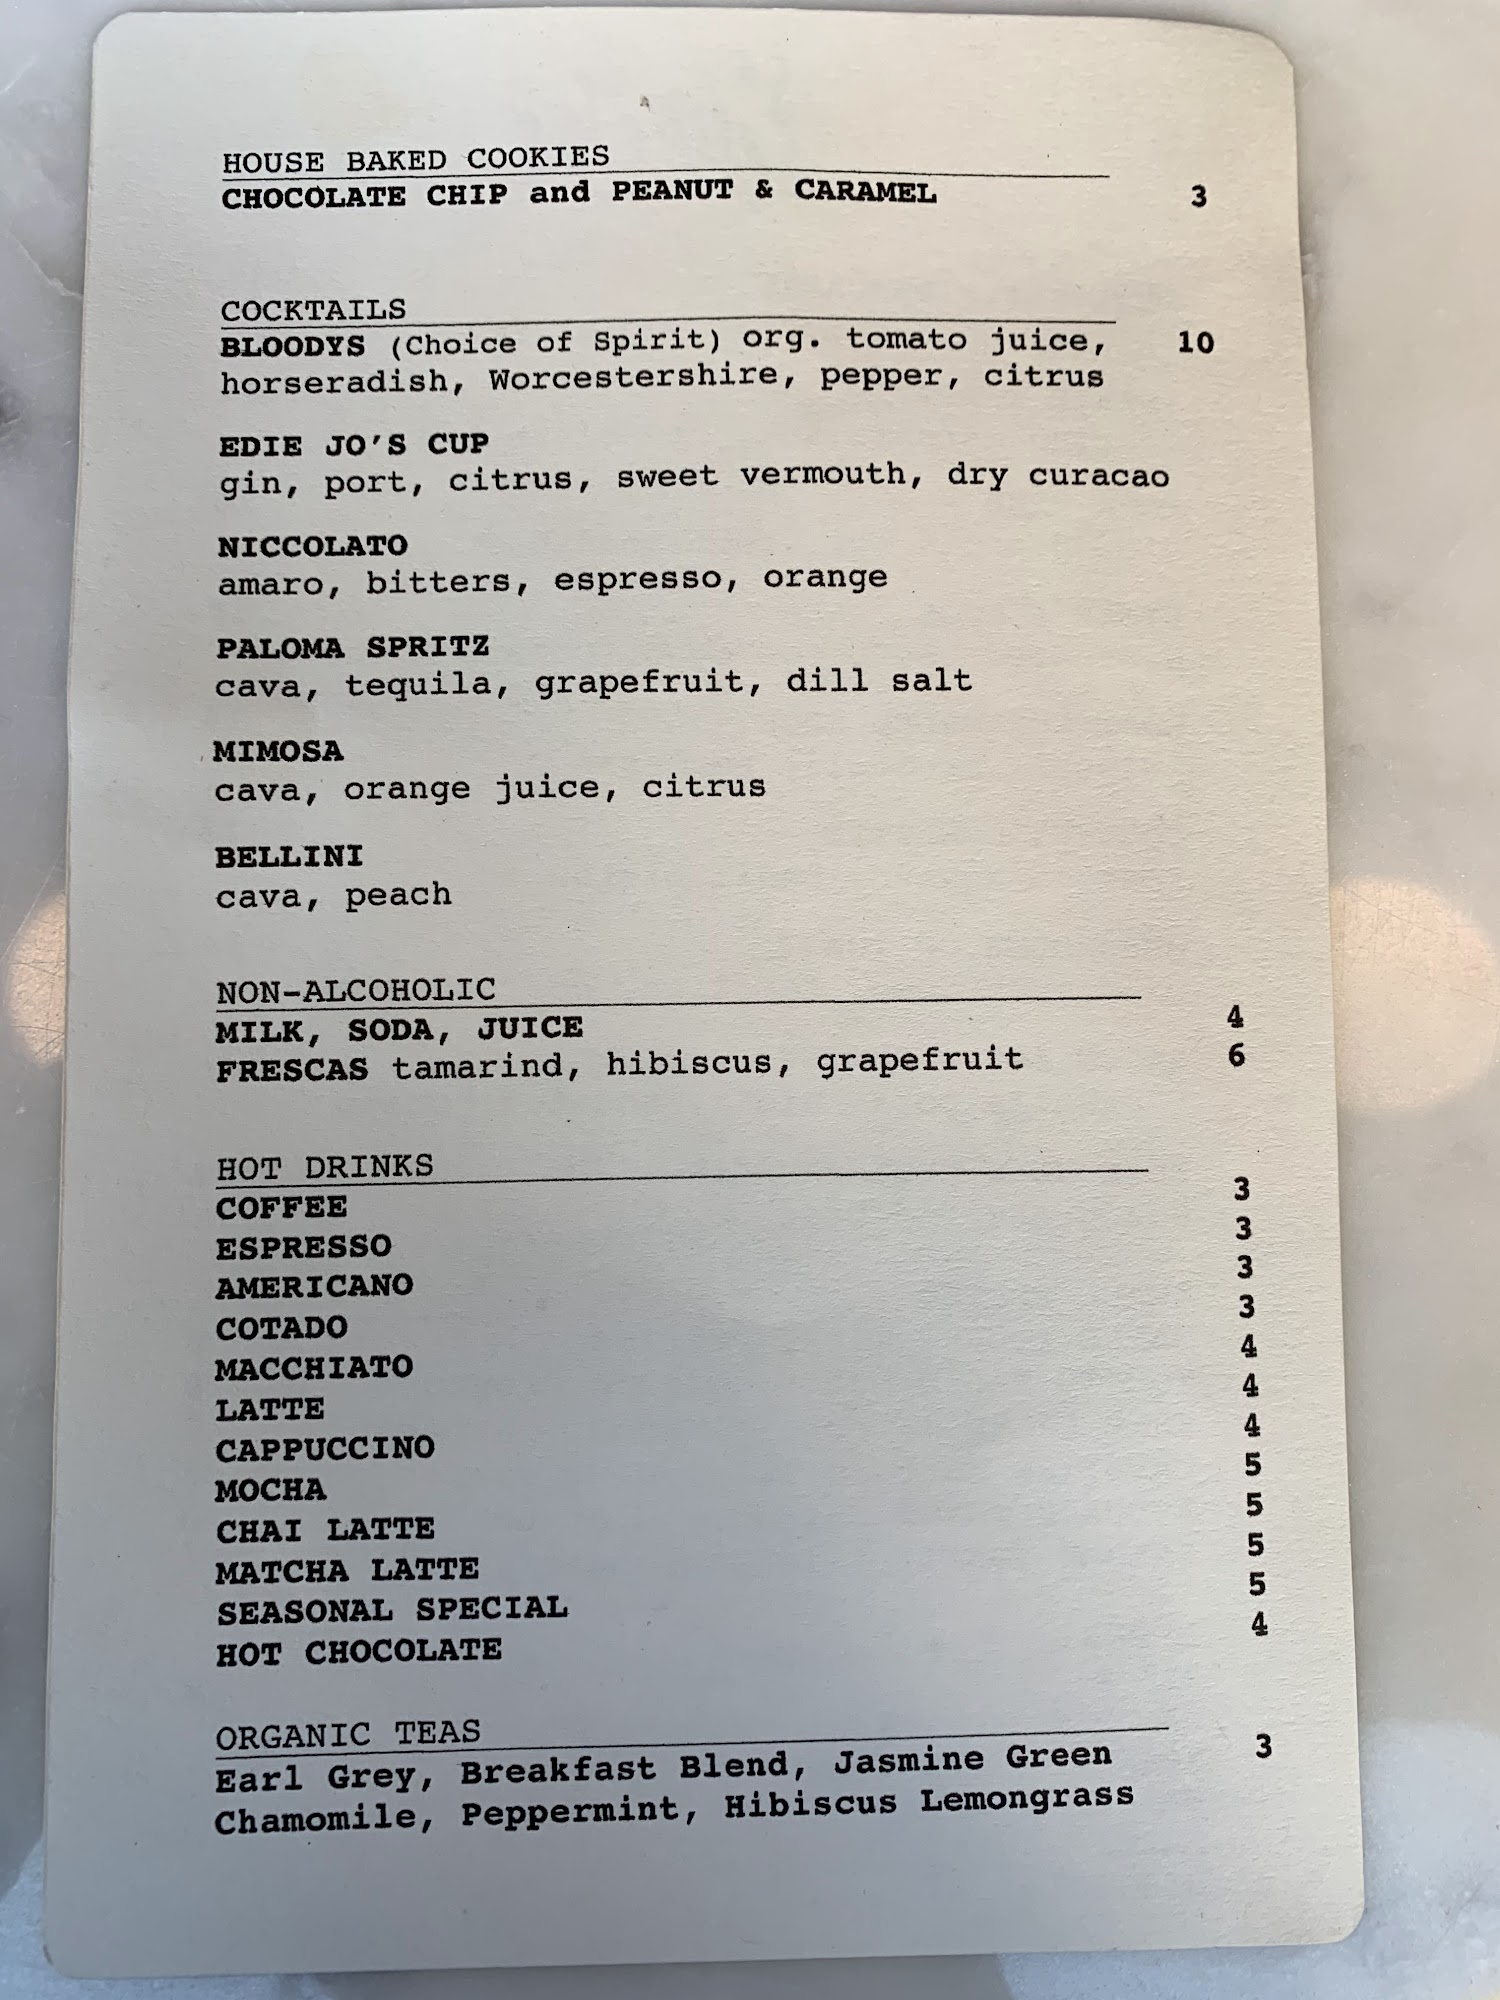 HOUSE BAKED COOKIES
CHOCOLATE CHIP and PEANUT & CARAMEL 3
COCKTAILS
BLOODYS (Choice of Spirit) org. tomato juice, 10
horseradish, Worcestershire, pepper, citrus
EDIE JO'S CUP
gin, port, citrus, sweet vermouth, dry curacao
NICCOLATO
amaro, bitters, espresso, orange
PALOMA SPRITZ
cava, tequila, grapefruit, dill salt
MIMOSA
cava, orange juice, citrus
BELLINI
cava, peach
NON-ALCOHOLIC
MILK, SODA, JUICE 4
FRESCAS tamarind, hibiscus, grapefruit 6
HOT DRINKS
COFFEE 3
ESPRESSO 3
AMERICANO 3
COTADO 3
MACCHIATO 4
LATTE 4
CAPPUCCINO 4
MOCHA 5
CHAI LATTE 5
MATCHA LATTE 5
SEASONAL SPECIAL 5
HOT CHOCOLATE 4
ORGANIC TEAS
Earl Grey, Breakfast Blend, Jasmine Green 3
Chamomile, Peppermint, Hibiscus Lemongrass